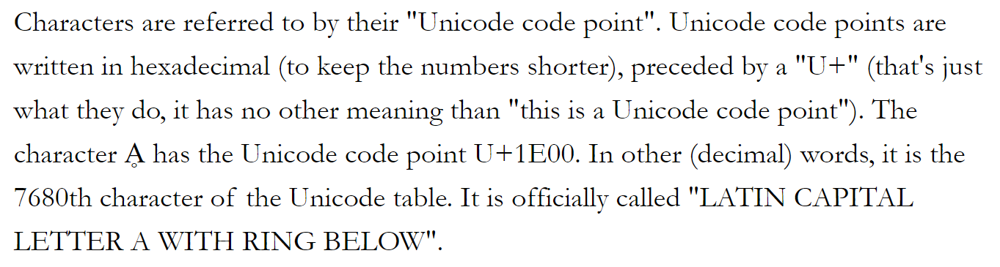 Characters are referred to by their "Unicode code point". Unicode code points are
written in hexadecimal (to keep the numbers shorter), preceded by a "U+" (that's just
what they do, it has no other meaning than "this is a Unicode code point"). The
character Ḁ has the Unicode code point U+1E00. In other (decimal) words, it is the
7680th character of the Unicode table. It is officially called "LATIN CAPITAL
LETTER A WITH RING BELOW".